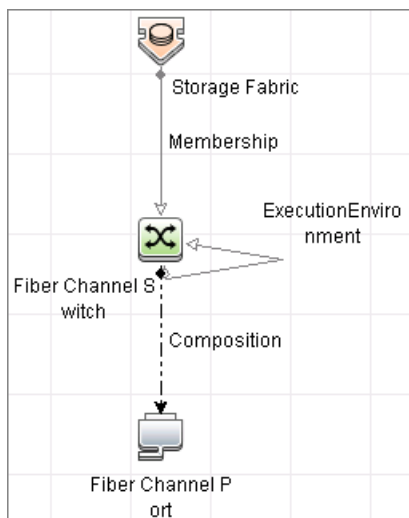 Storage Fabric
Membership
ExecutionEnviro
nment
Fiber Channel S
witch
Composition
Fiber Channel P
ort